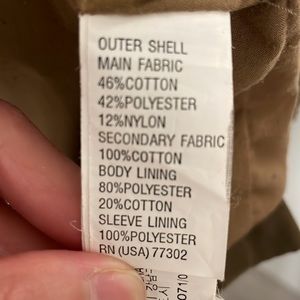 OUTER SHELL
MAIN FABRIC
46%COTTON
42%POLYESTER
12%NYLON
SECONDARY FABRIC
100%COTTON
BODY LINING
80%POLYESTER
20%COTTON
SLEEVE LINING
100%POLYESTER
RN (USA) 77302